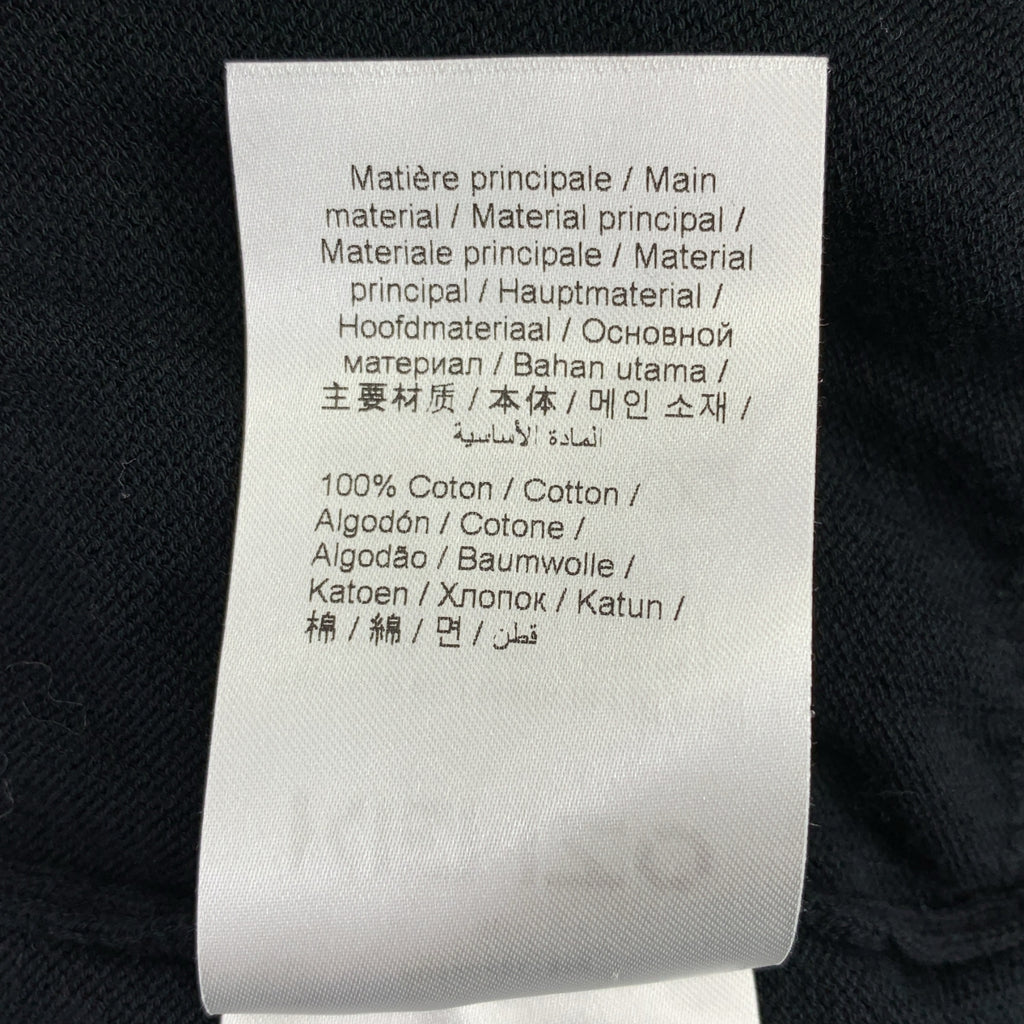 Matière principale / Main
material / Material principal /
Materiale principale / Material
principal / Hauptmaterial /
Hoofdmateriaal / Основной
материал / Bahan utama /
主要材质 / 本体 / 메인 소재 /
المادة الأساسية
100% Coton / Cotton /
Algodón / Cotone /
Algodão / Baumwolle /
Katoen / Хлопок / Katun /
棉 / 綿 / 면 / قطن